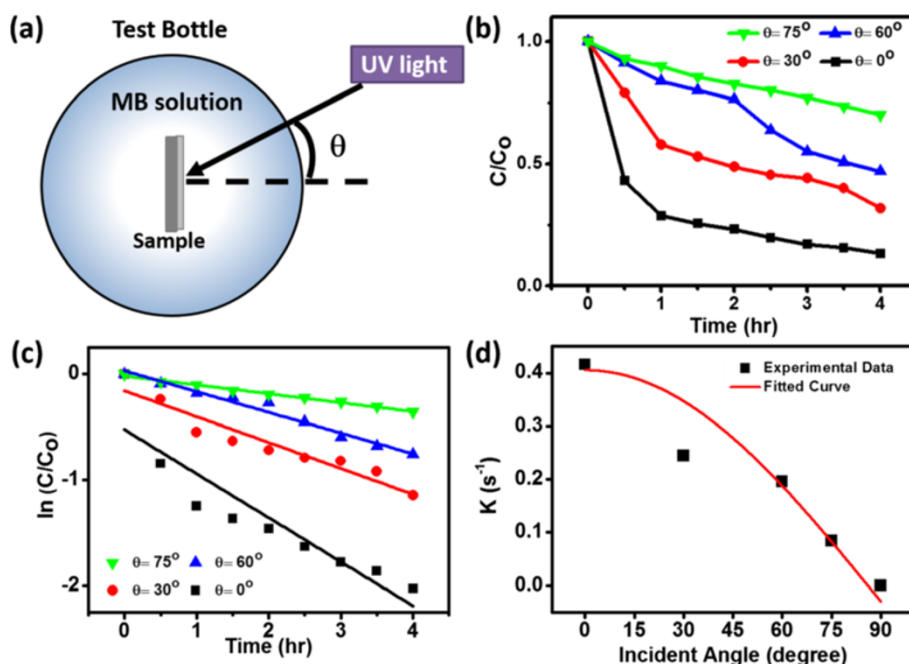 (a)
Test Bottle
UV light
MB solution
θ
Sample
(b)
θ= 75° θ= 60°
θ= 30° θ= 0°
1.0
0.5
0.0
C/Co
0 1 2 3 4
Time (hr)
(c)
0
-1
-2
ln (C/Co)
θ= 75° θ= 60°
θ= 30° θ= 0°
0 1 2 3 4
Time (hr)
(d)
Experimental Data
Fitted Curve
0.4
0.3
0.2
0.1
0.0
K (s⁻¹)
0 15 30 45 60 75 90
Incident Angle (degree)